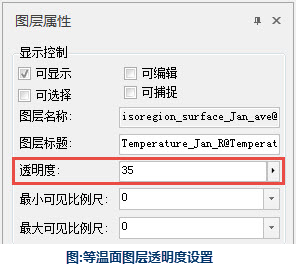 图层属性
显示控制
可显示 可编辑
可选择 可捕捉
图层名称: isoregion_surface_Jan_ave@
图层标题: Temperature_Jan_R@Temperat
透明度: 35
最小可见比例尺: 0
最大可见比例尺: 0
图:等温面图层透明度设置